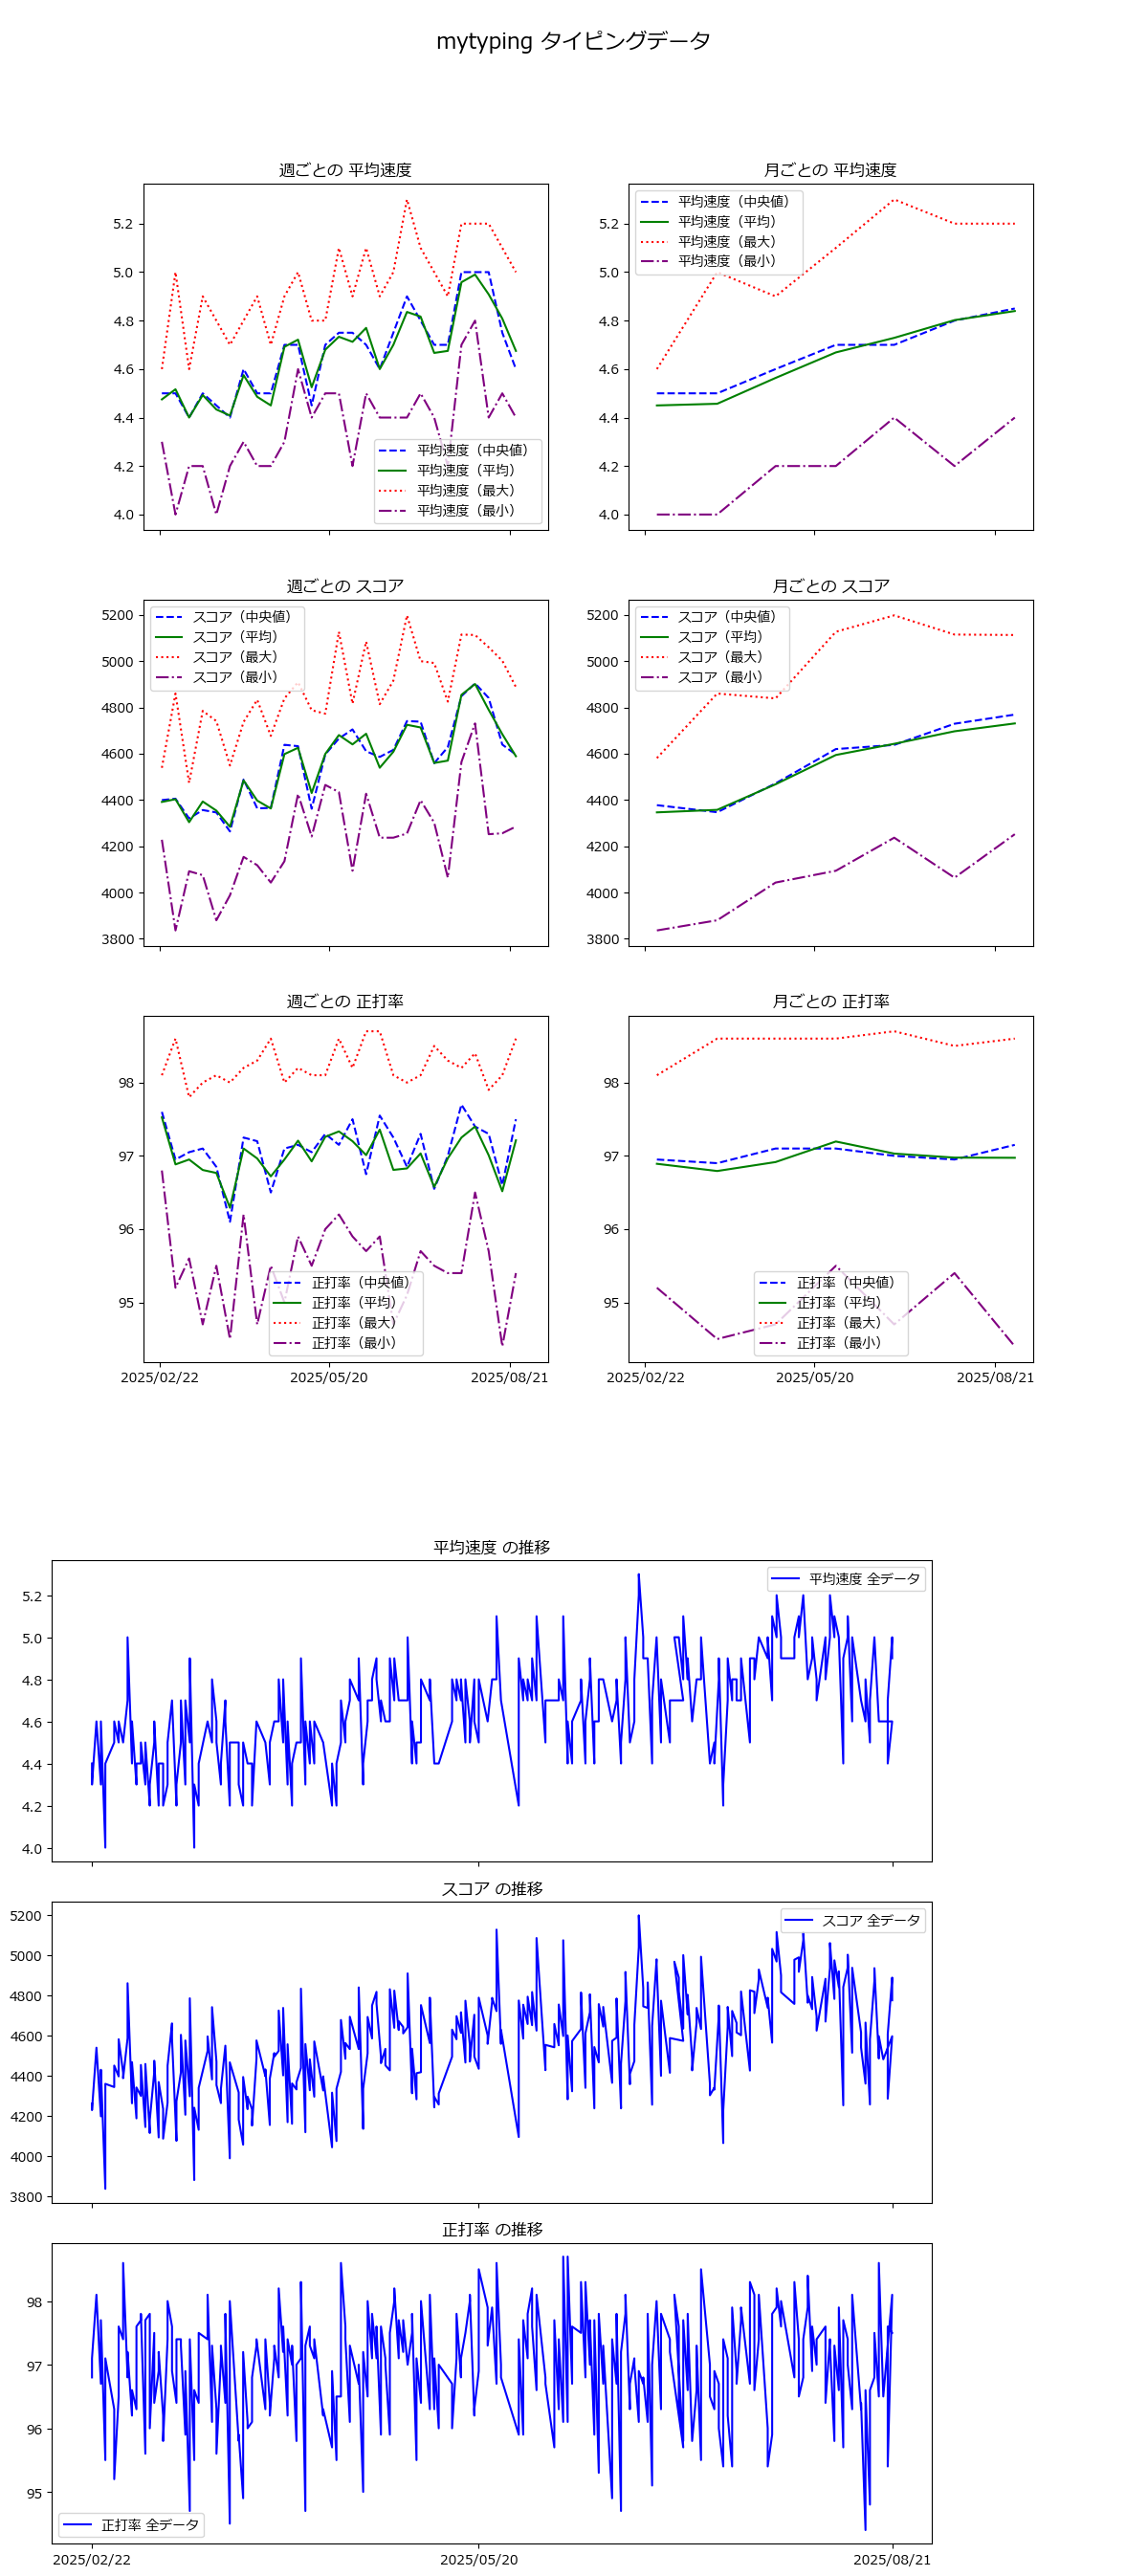 mytyping タイピングデータ
週ごとの 平均速度
5.2
5.0
4.8
4.6
4.4
4.2
4.0
平均速度（中央値）
平均速度（平均）
平均速度（最大）
平均速度（最小）
月ごとの 平均速度
5.2
5.0
4.8
4.6
4.4
4.2
4.0
平均速度（中央値）
平均速度（平均）
平均速度（最大）
平均速度（最小）
週ごとの スコア
5200
5000
4800
4600
4400
4200
4000
3800
スコア（中央値）
スコア（平均）
スコア（最大）
スコア（最小）
月ごとの スコア
5200
5000
4800
4600
4400
4200
4000
3800
スコア（中央値）
スコア（平均）
スコア（最大）
スコア（最小）
週ごとの 正打率
98
97
96
95
正打率（中央値）
正打率（平均）
正打率（最大）
正打率（最小）
2025/02/22 2025/05/20 2025/08/21
月ごとの 正打率
98
97
96
95
正打率（中央値）
正打率（平均）
正打率（最大）
正打率（最小）
2025/02/22 2025/05/20 2025/08/21
平均速度 の推移
平均速度 全データ
5.2
5.0
4.8
4.6
4.4
4.2
4.0
スコア の推移
スコア 全データ
5200
5000
4800
4600
4400
4200
4000
3800
正打率 の推移
98
97
96
95
正打率 全データ
2025/02/22 2025/05/20 2025/08/21